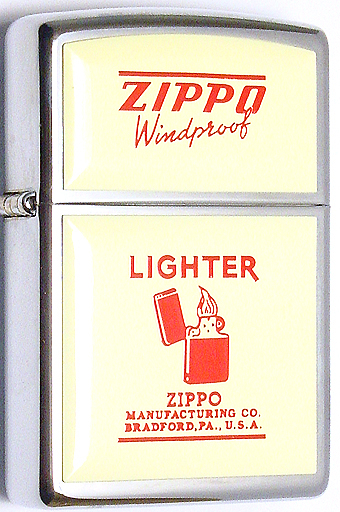 ZIPPO
Windproof
LIGHTER
ZIPPO
MANUFACTURING CO.
BRADFORD, PA., U.S.A.